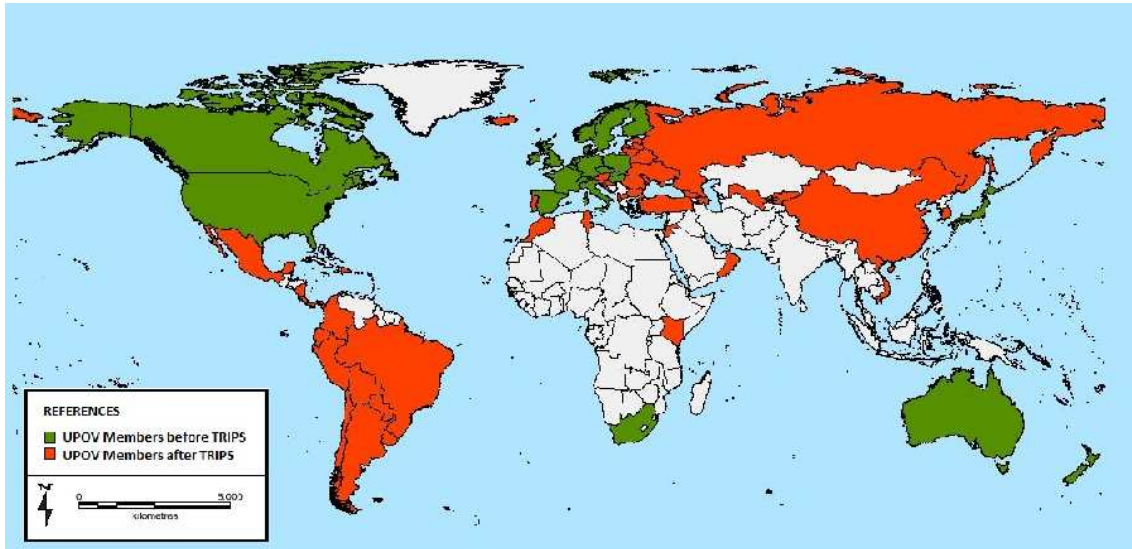 REFERENCES
UPOV Members before TRIPS
UPOV Members after TRIPS
N
0 5.000
kilometres